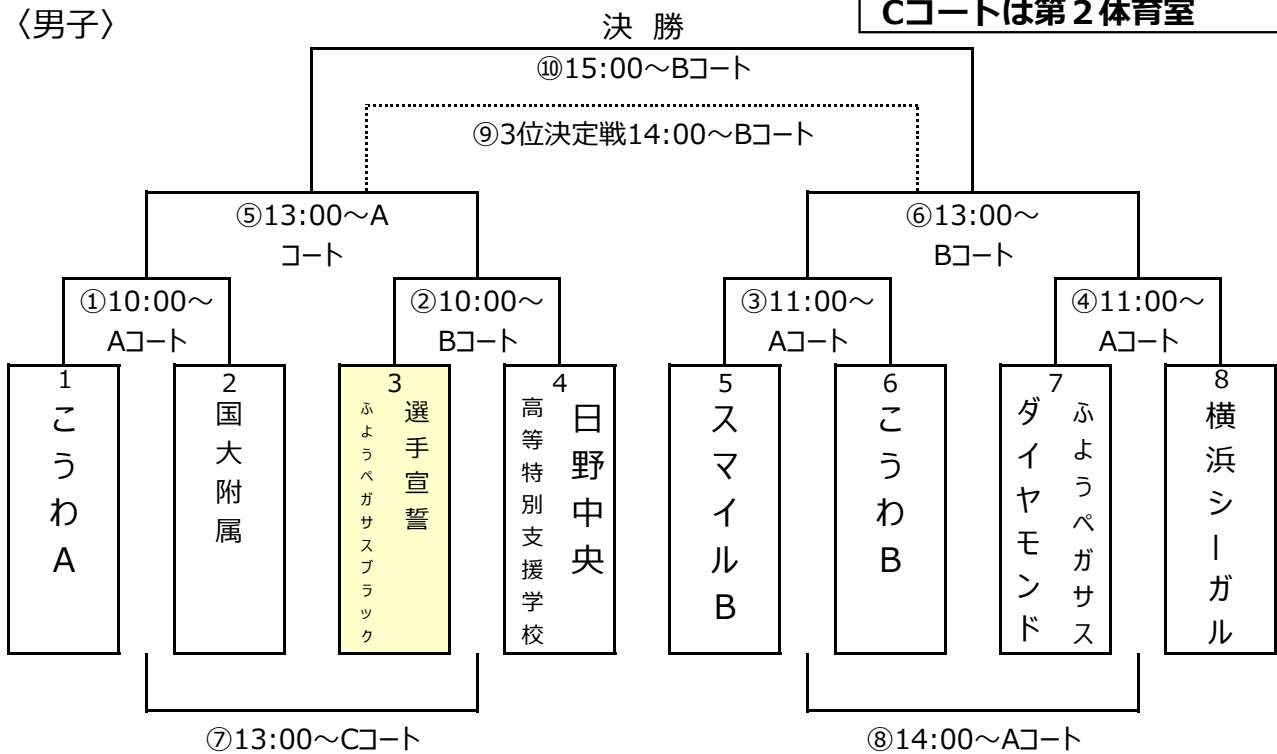 〈男子〉
Cコートは第２体育室
決 勝
⑩15:00～Bコート
⑨3位決定戦14:00～Bコート
⑤13:00～A
コート
⑥13:00～
Bコート
①10:00～
Aコート
②10:00～
Bコート
③11:00～
Aコート
④11:00～
Aコート
1
こうわA
2
国大附属
3
選手宣誓
ふようペガサスブラック
4
日野中央
高等特別支援学校
5
スマイルB
6
こうわB
7
ふようペガサス
ダイヤモンド
8
横浜シーガル
⑦13:00～Cコート
⑧14:00～Aコート